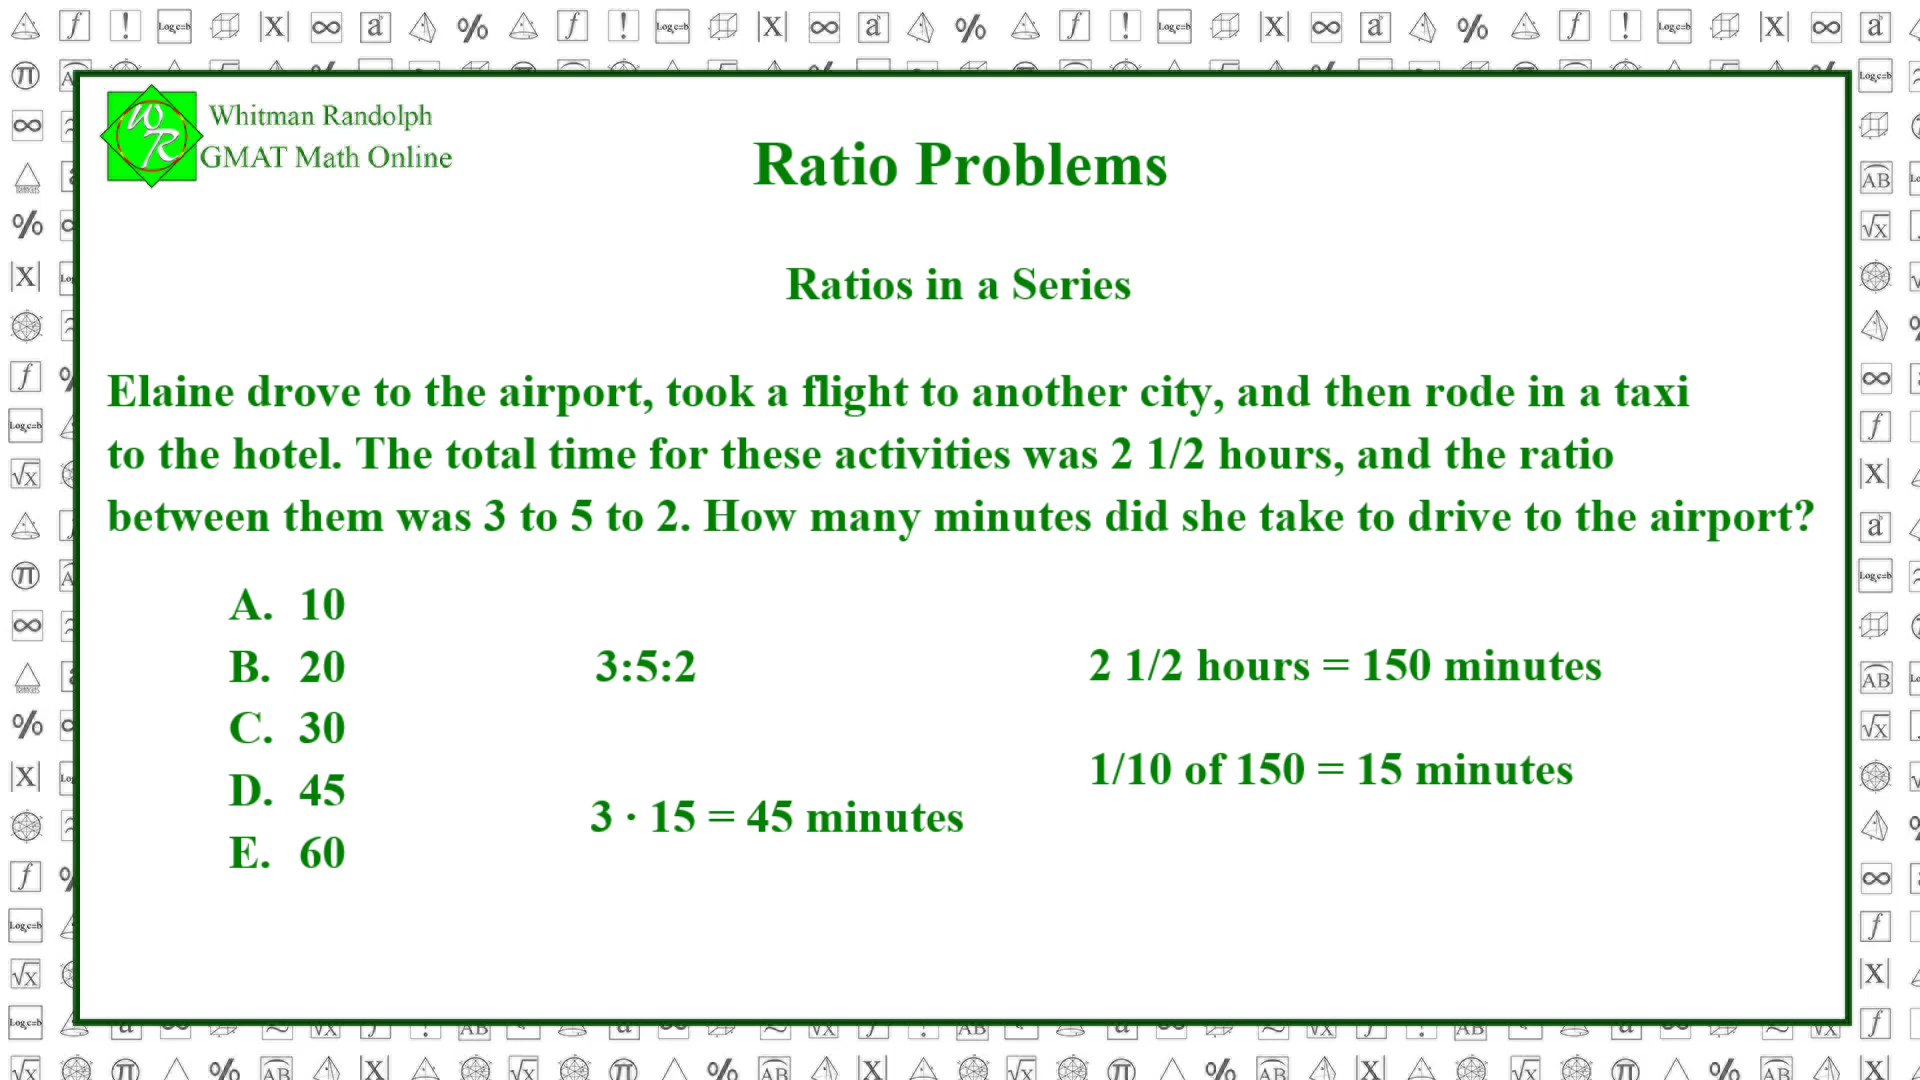 Whitman Randolph
GMAT Math Online
Ratio Problems
Ratios in a Series
Elaine drove to the airport, took a flight to another city, and then rode in a taxi
to the hotel. The total time for these activities was 2 1/2 hours, and the ratio
between them was 3 to 5 to 2. How many minutes did she take to drive to the airport?
A. 10
B. 20
C. 30
D. 45
E. 60
3:5:2
2 1/2 hours = 150 minutes
1/10 of 150 = 15 minutes
3 · 15 = 45 minutes